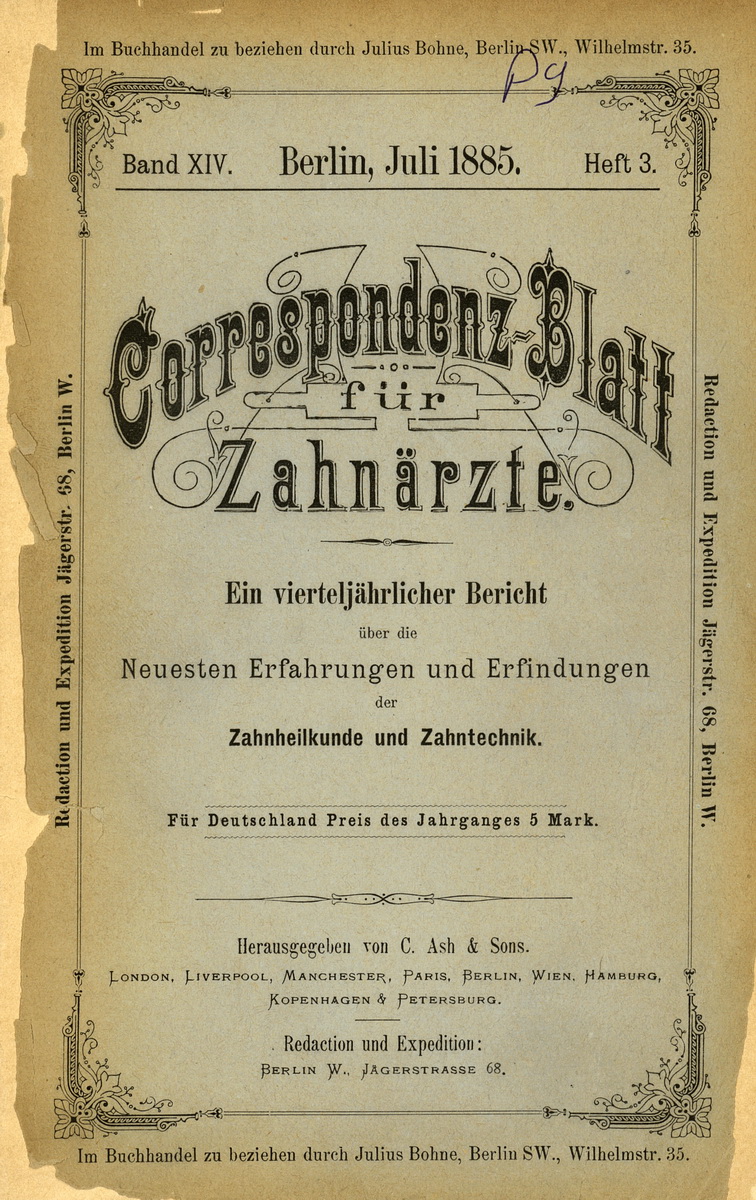 Im Buchhandel zu beziehen durch Julius Bohne, Berlin SW., Wilhelmstr. 35.
Pg
Band XIV. Berlin, Juli 1885. Heft 3.
Correspondenz-Blatt
für
Zahnärzte.
Ein vierteljährlicher Bericht
über die
Neuesten Erfahrungen und Erfindungen
der
Zahnheilkunde und Zahntechnik.
Für Deutschland Preis des Jahrganges 5 Mark.
Herausgegeben von C. Ash & Sons.
LONDON, LIVERPOOL, MANCHESTER, PARIS, BERLIN, WIEN, HAMBURG,
KOPENHAGEN & PETERSBURG.
Redaction und Expedition:
BERLIN W., JÄGERSTRASSE 68.
Im Buchhandel zu beziehen durch Julius Bohne, Berlin SW., Wilhelmstr. 35.
Redaction und Expedition Jägerstr. 68, Berlin W.
Redaction und Expedition Jägerstr. 68, Berlin W.